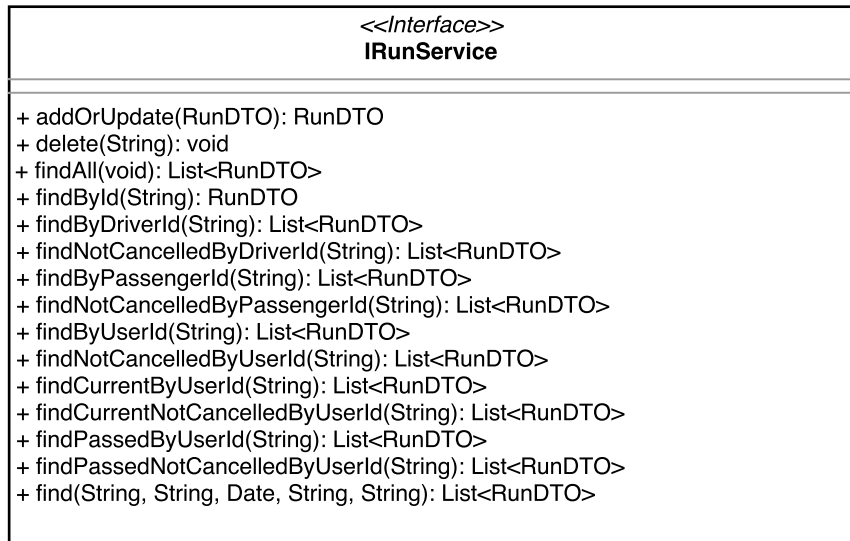 <<Interface>>
IRunService
+ addOrUpdate(RunDTO): RunDTO
+ delete(String): void
+ findAll(void): List<RunDTO>
+ findById(String): RunDTO
+ findByDriverId(String): List<RunDTO>
+ findNotCancelledByDriverId(String): List<RunDTO>
+ findByPassengerId(String): List<RunDTO>
+ findNotCancelledByPassengerId(String): List<RunDTO>
+ findByUserId(String): List<RunDTO>
+ findNotCancelledByUserId(String): List<RunDTO>
+ findCurrentByUserId(String): List<RunDTO>
+ findCurrentNotCancelledByUserId(String): List<RunDTO>
+ findPassedByUserId(String): List<RunDTO>
+ findPassedNotCancelledByUserId(String): List<RunDTO>
+ find(String, String, Date, String, String): List<RunDTO>